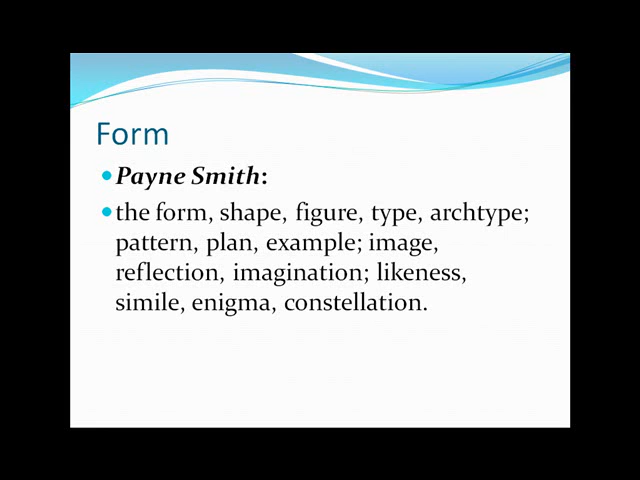 Form
Payne Smith:
the form, shape, figure, type, archtype;
pattern, plan, example; image,
reflection, imagination; likeness,
simile, enigma, constellation.